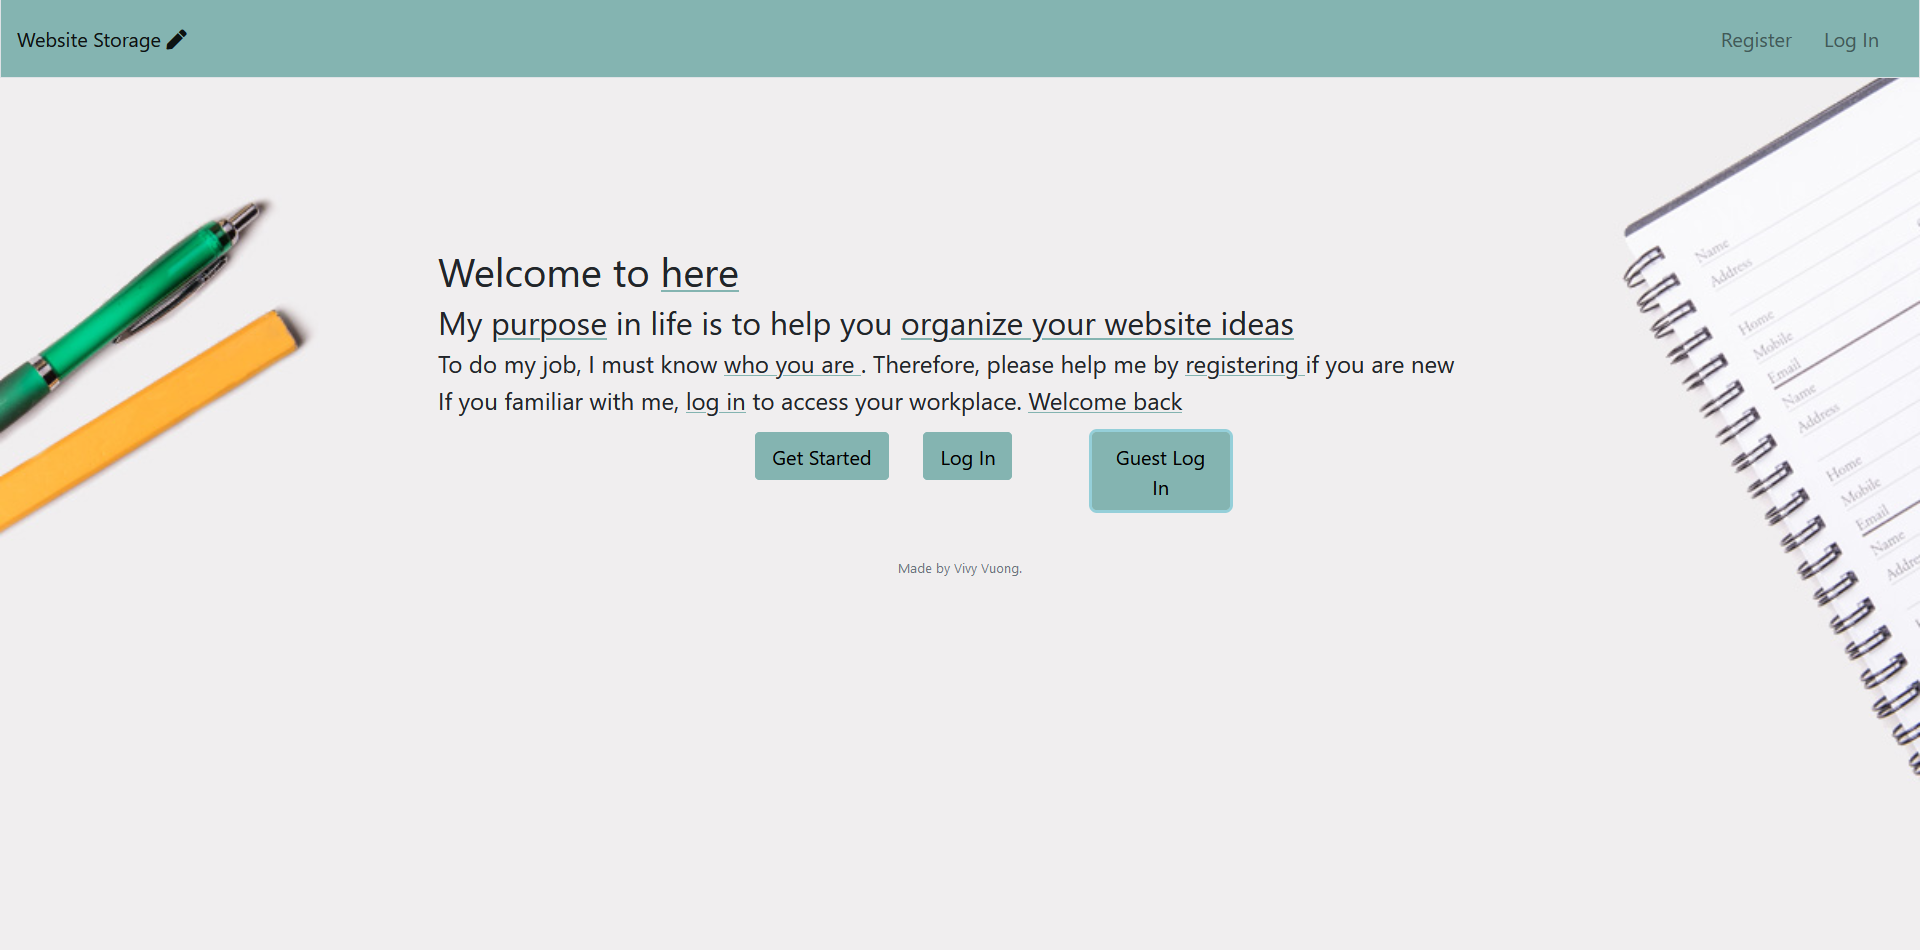 Website Storage
Register
Log In
Welcome to here
My purpose in life is to help you organize your website ideas
To do my job, I must know who you are . Therefore, please help me by registering if you are new
If you familiar with me, log in to access your workplace. Welcome back
Get Started
Log In
Guest Log
In
Made by Vivy Vuong.
Name
Address
Home
Mobile
Email
Name
Address
Home
Mobile
Email
Name